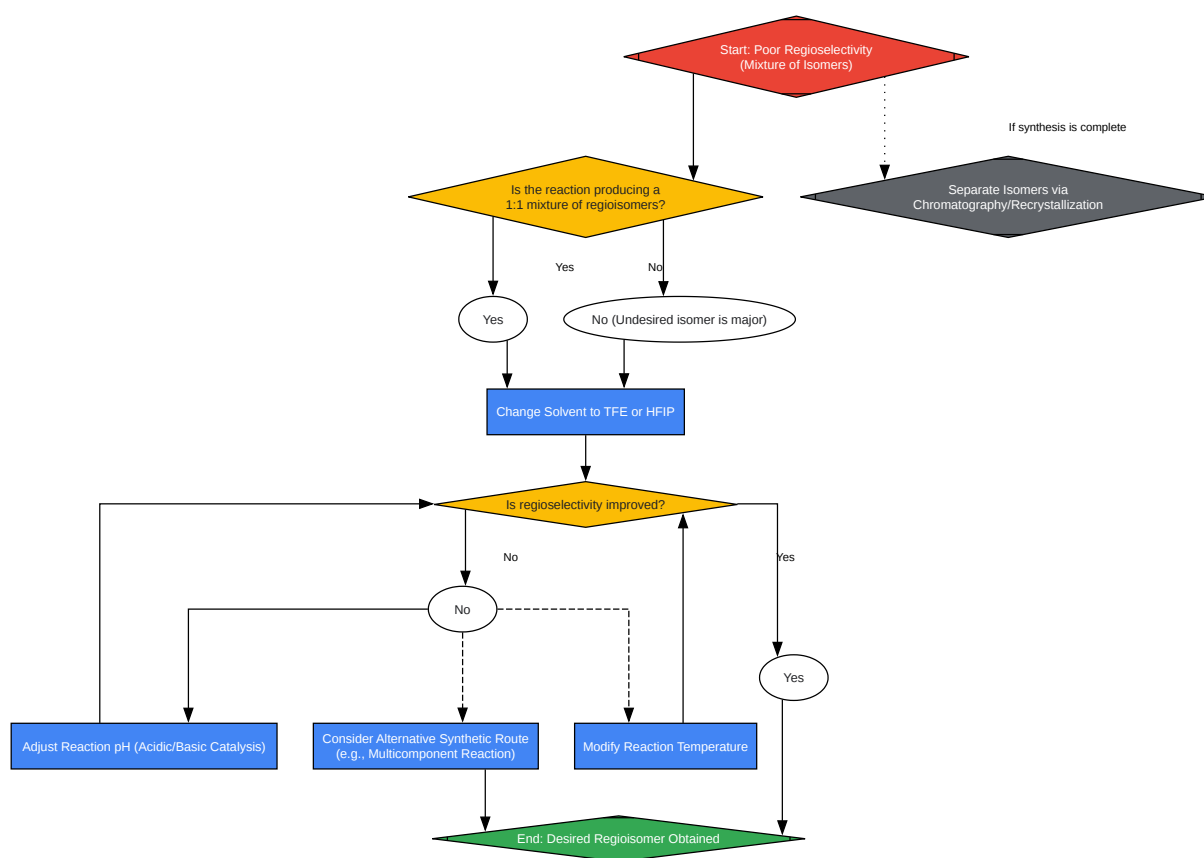 Start: Poor Regioselectivity
(Mixture of Isomers)
If synthesis is complete
Is the reaction producing a
1:1 mixture of regioisomers?
Separate Isomers via
Chromatography/Recrystallization
Yes
No
Yes
No (Undesired isomer is major)
Change Solvent to TFE or HFIP
Is regioselectivity improved?
No
Yes
No
Yes
Adjust Reaction pH (Acidic/Basic Catalysis)
Consider Alternative Synthetic Route
(e.g., Multicomponent Reaction)
Modify Reaction Temperature
End: Desired Regioisomer Obtained